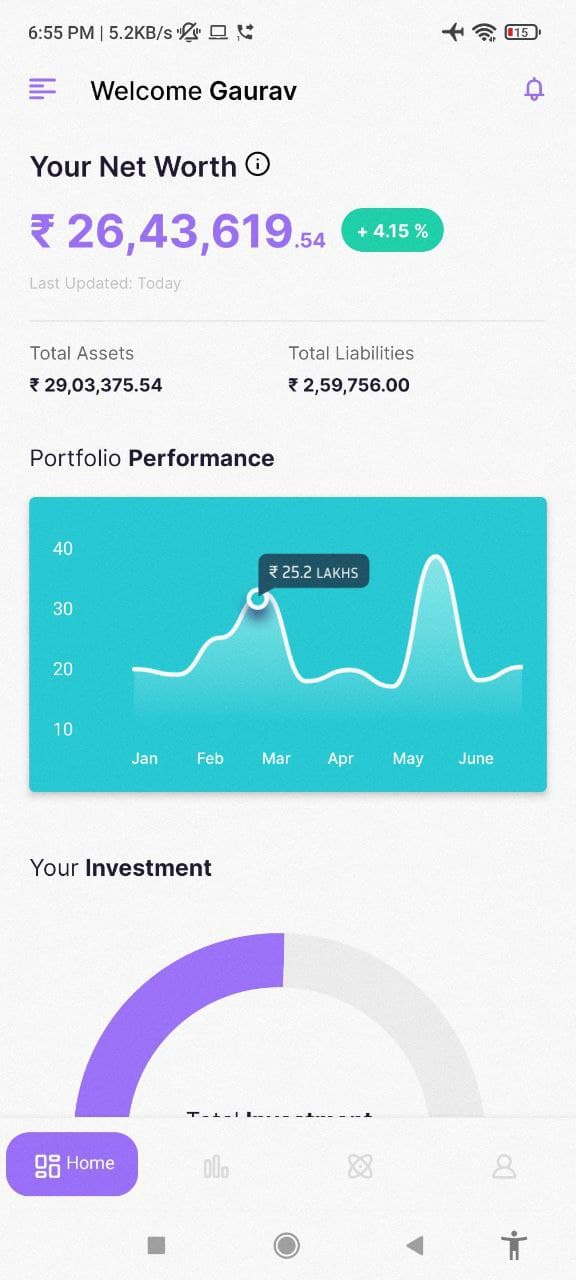 6:55 PM | 5.2KB/s
15
Welcome Gaurav
Your Net Worth
₹ 26,43,619.54
+ 4.15 %
Last Updated: Today
Total Assets
Total Liabilities
₹ 29,03,375.54
₹ 2,59,756.00
Portfolio Performance
40
₹ 25.2 LAKHS
30
20
10
Jan Feb Mar Apr May June
Your Investment
Total Investment
Home